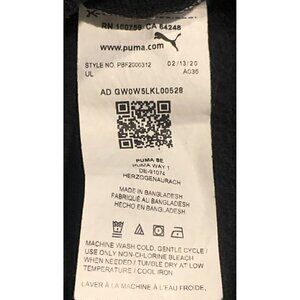 RN 100759 CA 64248
www.puma.com
STYLE NO. PBF2000312 02/13/20
UL A035
AD GW0W5LKL00528
PUMA SE
PUMA WAY 1
DE-91074
HERZOGENAURACH
MADE IN BANGLADESH
FABRIQUÉ AU BANGLADESH
HECHO EN BANGLADESH
MACHINE WASH COLD, GENTLE CYCLE /
USE ONLY NON-CHLORINE BLEACH
WHEN NEEDED / TUMBLE DRY AT LOW
TEMPERATURE / COOL IRON
LAVER À LA MACHINE À L'EAU FROIDE,